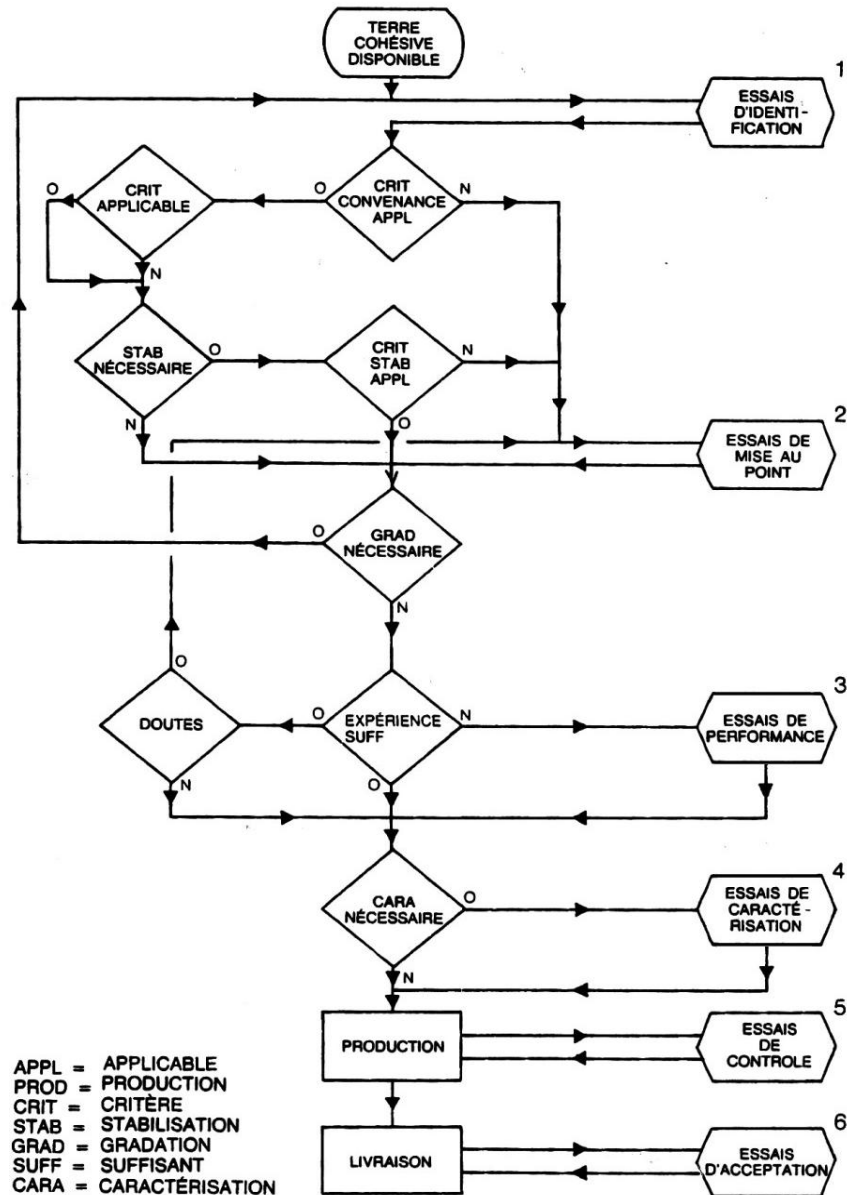 TERRE
COHÉSIVE
DISPONIBLE
1
ESSAIS
D'IDENTI-
FICATION
O
CRIT
APPLICABLE
N
O
CRIT
CONVENANCE
APPL
N
STAB
NÉCESSAIRE
O
N
CRIT
STAB
APPL
N
O
2
ESSAIS DE
MISE AU
POINT
O
GRAD
NÉCESSAIRE
N
O
DOUTES
N
O
EXPÉRIENCE
SUFF
N
O
3
ESSAIS DE
PERFORMANCE
CARA
NÉCESSAIRE
O
N
4
ESSAIS DE
CARACTÉ-
RISATION
PRODUCTION
5
ESSAIS
DE
CONTROLE
LIVRAISON
6
ESSAIS
D'ACCEPTATION
APPL = APPLICABLE
PROD = PRODUCTION
CRIT = CRITÈRE
STAB = STABILISATION
GRAD = GRADATION
SUFF = SUFFISANT
CARA = CARACTÉRISATION